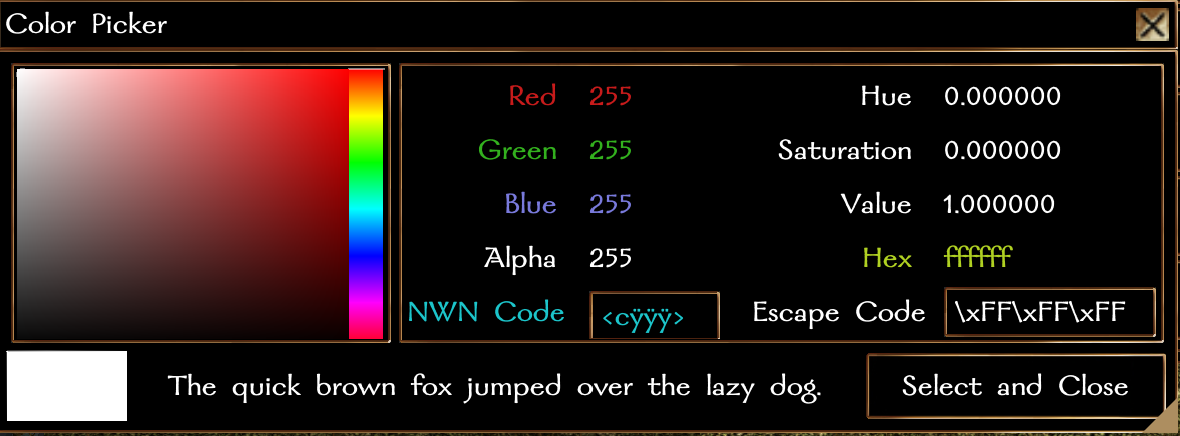 Color Picker
Red 255 Hue 0.000000
Green 255 Saturation 0.000000
Blue 255 Value 1.000000
Alpha 255 Hex ffffff
NWN Code <cÿÿÿ> Escape Code \xFF\xFF\xFF
The quick brown fox jumped over the lazy dog. Select and Close